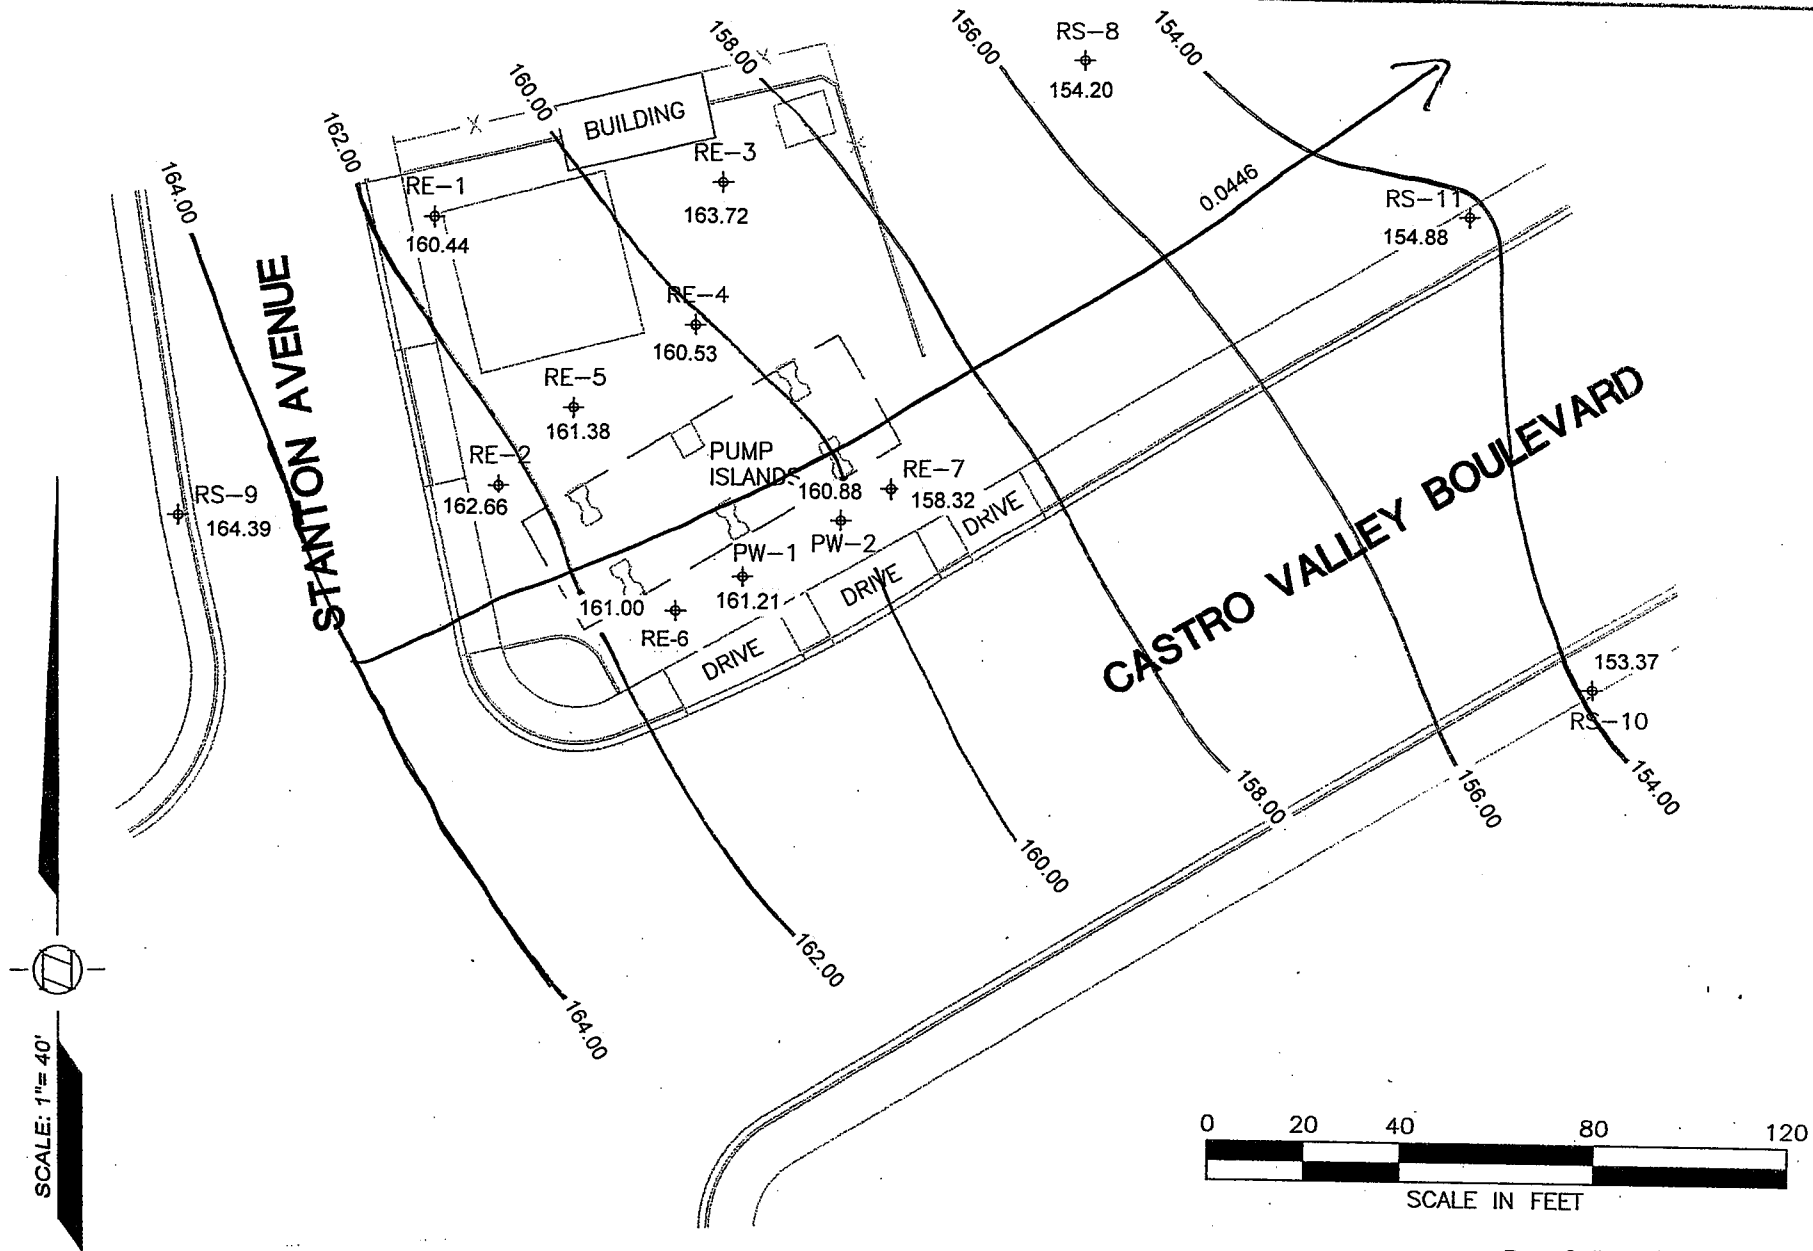 158.00
156.00
154.00
RS-8
154.20
160.00
BUILDING
162.00
RE-3
163.72
164.00
RE-1
160.44
0.0446
RS-11
154.88
STANTON AVENUE
RE-4
160.53
RE-5
161.38
RE-2
162.66
PUMP
ISLANDS
160.88
RE-7
158.32
DRIVE
RS-9
164.39
PW-1
161.21
PW-2
DRIVE
161.00
RE-6
DRIVE
CASTRO VALLEY BOULEVARD
153.37
RS-10
158.00
156.00
154.00
160.00
162.00
164.00
SCALE: 1"= 40'
0 20 40 80 120
SCALE IN FEET